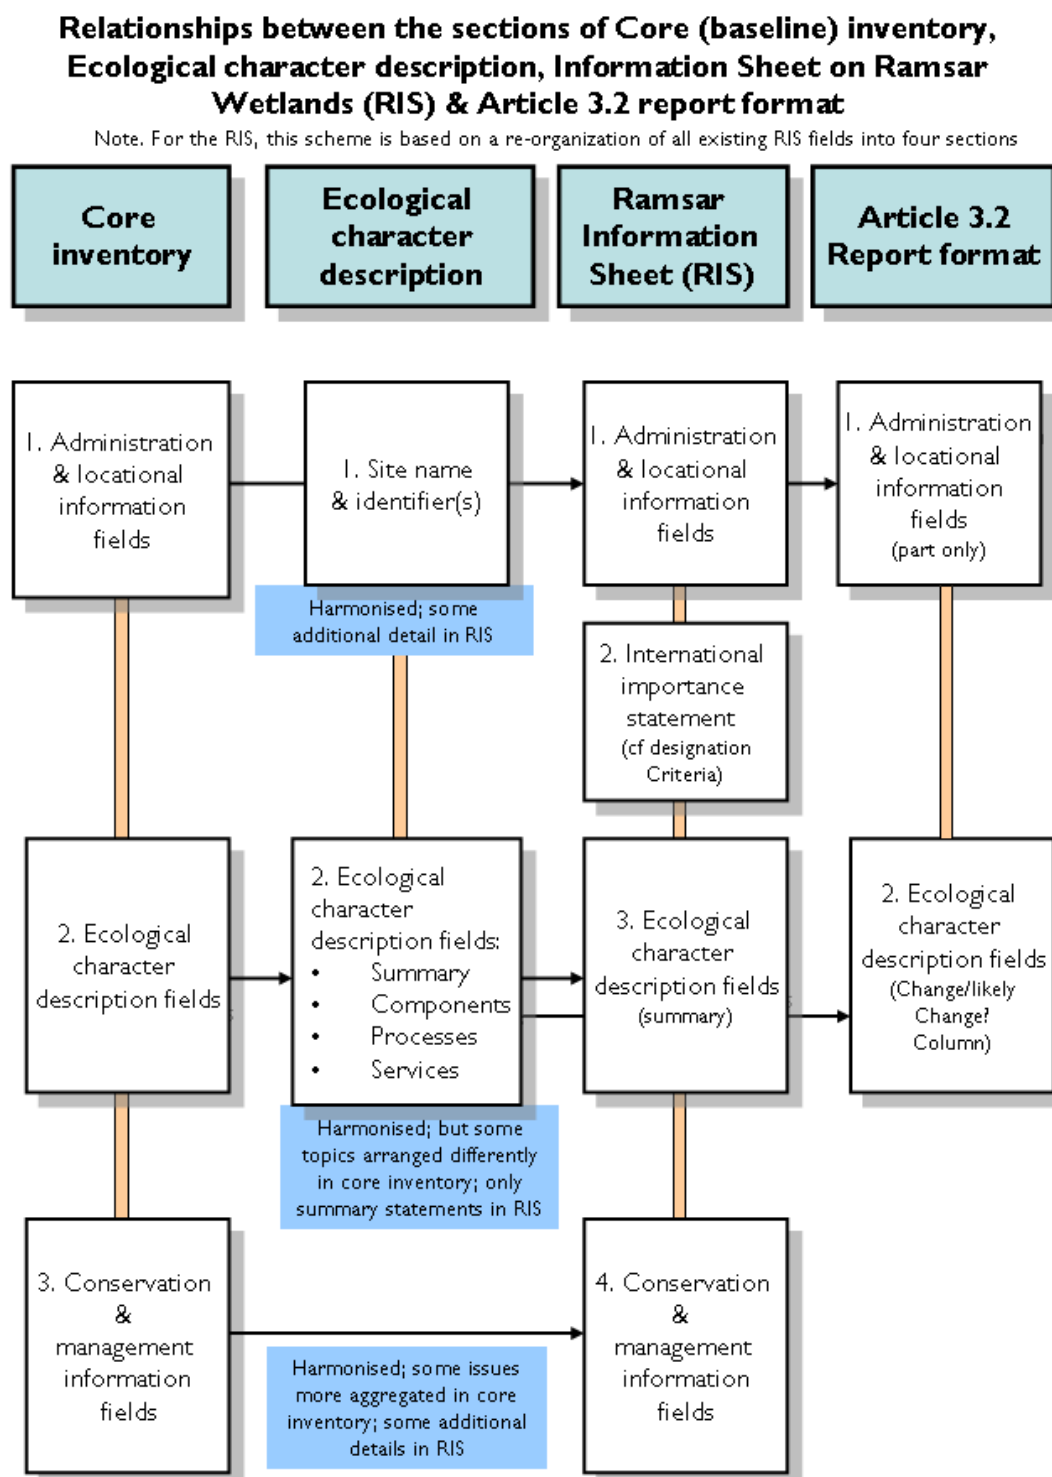 Relationships between the sections of Core (baseline) inventory,
Ecological character description, Information Sheet on Ramsar
Wetlands (RIS) & Article 3.2 report format
Note. For the RIS, this scheme is based on a re-organization of all existing RIS fields into four sections
Core
inventory
Ecological
character
description
Ramsar
Information
Sheet (RIS)
Article 3.2
Report format
1. Administration
& locational
information
fields
1. Site name
& identifier(s)
1. Administration
& locational
information
fields
1. Administration
& locational
information
fields
(part only)
Harmonised; some
additional detail in RIS
2. International
importance
statement
(cf designation
Criteria)
2. Ecological
character
description fields
2. Ecological
character
description fields:
• Summary
• Components
• Processes
• Services
3. Ecological
character
description fields
(summary)
2. Ecological
character
description fields
(Change/likely
Change?
Column)
Harmonised; but some
topics arranged differently
in core inventory; only
summary statements in RIS
3. Conservation
&
management
information
fields
4. Conservation
&
management
information
fields
Harmonised; some issues
more aggregated in core
inventory; some additional
details in RIS